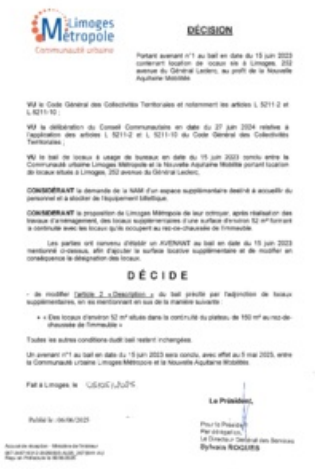 Limoges
Métropole
Communauté urbaine
DÉCISION
Portant avenant n°1 au bail en date du 15 juin 2023
contenant location de locaux sis à Limoges, 252
avenue du Général Leclerc, au profit de la Nouvelle
Aquitaine Mobilités
VU le Code Général des Collectivités Territoriales et notamment les articles L 5211-2 et
L 5211-10 ;
VU la délibération du Conseil Communautaire en date du 27 juin 2024 relative à
l'application des articles L 5211-2 et L 5211-10 du Code Général des Collectivités
Territoriales ;
VU le bail de locaux à usage de bureaux en date du 15 juin 2023 conclu entre la Communauté
urbaine Limoges Métropole et la Nouvelle Aquitaine Mobilité portant location
de locaux situés à Limoges, 252 avenue du Général Leclerc,
CONSIDÉRANT la demande de la NAM d'un espace supplémentaire destiné à accueillir du
personnel et à stocker de l'équipement billettique.
CONSIDÉRANT la proposition de Limoges Métropole de leur octroyer, après réalisation des
travaux d'aménagement, des locaux supplémentaires d'une surface d'environ 52 m² formant
la continuité avec les locaux qu'ils occupent au rez-de-chaussée de l'immeuble.
Les parties ont convenu d'établir un AVENANT au bail en date du 15 juin 2023
mentionné ci-dessus, afin d'ajouter la surface locative supplémentaire et de modifier en
conséquence la désignation des locaux.
DÉCIDE
- de modifier l'article 2 « Description » du bail précité par l'adjonction de locaux
supplémentaires, en les mentionnant en sus de la manière suivante :
• « Des locaux d'environ 52 m² situés dans la continuité du plateau de 150 m² au rez-de-
chaussée de l'immeuble »
Toutes les autres conditions dudit bail restent inchangées.
Un avenant n°1 au bail en date du 15 juin 2023 sera conclu, avec effet au 5 mai 2025, entre
la Communauté urbaine Limoges Métropole et la Nouvelle Aquitaine Mobilité.
Fait à Limoges le
Le Président,
Publié le : 06/06/2025
Pour le Président
Par délégation,
Le Directeur Général des Services
Sylvain ROQUES
Accusé de réception - Ministère de l'Intérieur